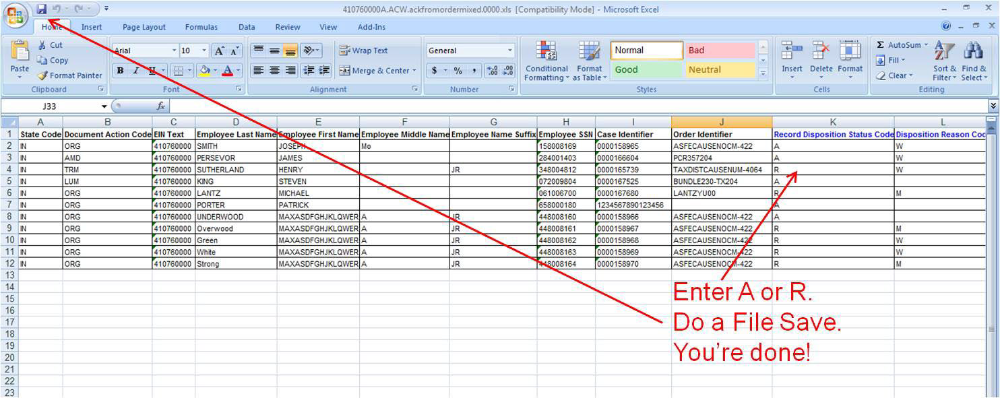 410760000A.ACW.ackfromordermixed.0000.xls [Compatibility Mode] - Microsoft Excel
Home Insert Page Layout Formulas Data Review View Add-Ins
Paste Cut Copy Format Painter Clipboard
Arial 10 A A B I U A Font
Wrap Text Merge & Center Alignment
General $ % , .00 Number
Conditional Formatting Format as Table Normal Bad Good Neutral Styles
Insert Delete Format Cells
Σ AutoSum Fill Clear Sort & Filter Find & Select Editing
J33 fx
A B C D E F G H I J K L
1 State Code Document Action Code EIN Text Employee Last Name Employee First Name Employee Middle Name Employee Name Suffix Employee SSN Case Identifier Order Identifier Record Disposition Status Code Disposition Reason Coc
2 IN ORG 410760000 SMITH JOSEPH Mo 158008169 0000158965 ASFECAUSENOCM-422 A W
3 IN AMD 410760000 PERSEVOR JAMES 284001403 0000166604 PCR357204 A W
4 IN TRM 410760000 SUTHERLAND HENRY JR 348004812 0000165739 TAXDISTCAUSENUM-4064 R W
5 IN LUM 410760000 KING STEVEN 072009804 0000167525 BUNDLE230-TX204 A
6 IN ORG 410760000 LANTZ MICHAEL 061006700 0000167680 LANTZYU00 R M
7 IN ORG 410760000 PORTER PATRICK 658000180 1234567890123456 A
8 IN ORG 410760000 UNDERWOOD MAXASDFGHJKLQWER A JR 448008160 0000158966 ASFECAUSENOCM-422 A
9 IN ORG 410760000 Overwood MAXASDFGHJKLQWER A JR 448008161 0000158967 ASFECAUSENOCM-422 R M
10 IN ORG 410760000 Green MAXASDFGHJKLQWER A JR 448008162 0000158968 ASFECAUSENOCM-422 R W
11 IN ORG 410760000 White MAXASDFGHJKLQWER A JR 448008163 0000158969 ASFECAUSENOCM-422 R W
12 IN ORG 410760000 Strong MAXASDFGHJKLQWER A JR 448008164 0000158970 ASFECAUSENOCM-422 R M
13
14
15
16
17
18
19
20
21
22
23
Enter A or R.
Do a File Save.
You're done!